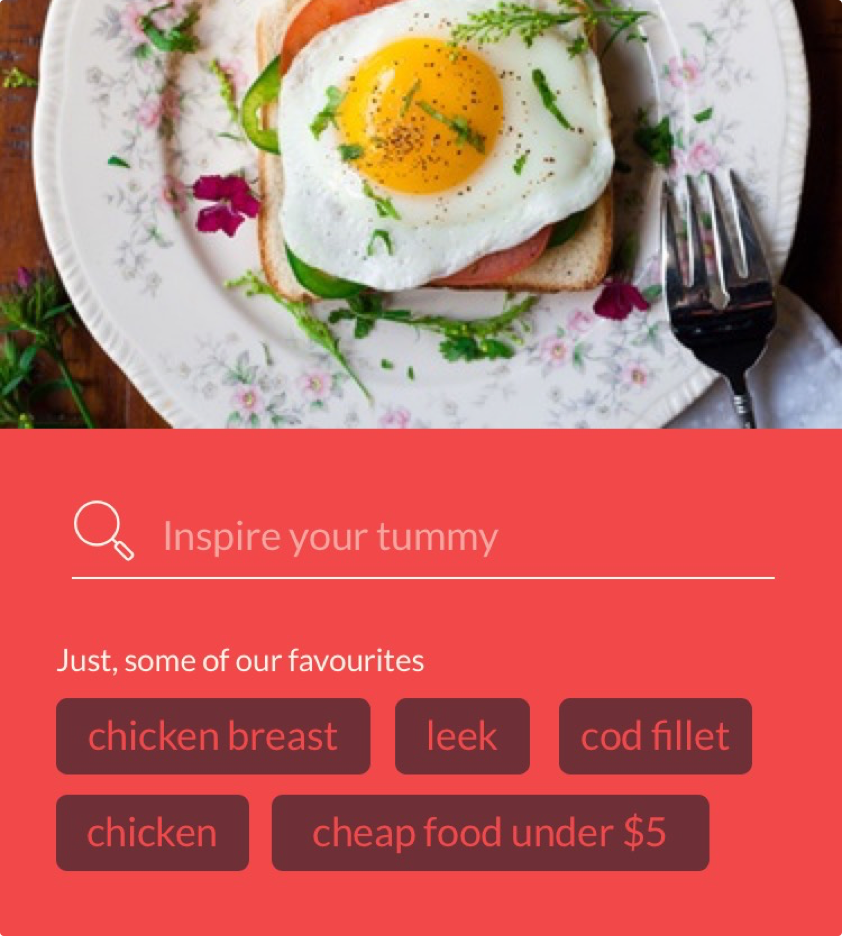 Inspire your tummy
Just, some of our favourites
chicken breast leek cod fillet
chicken cheap food under $5